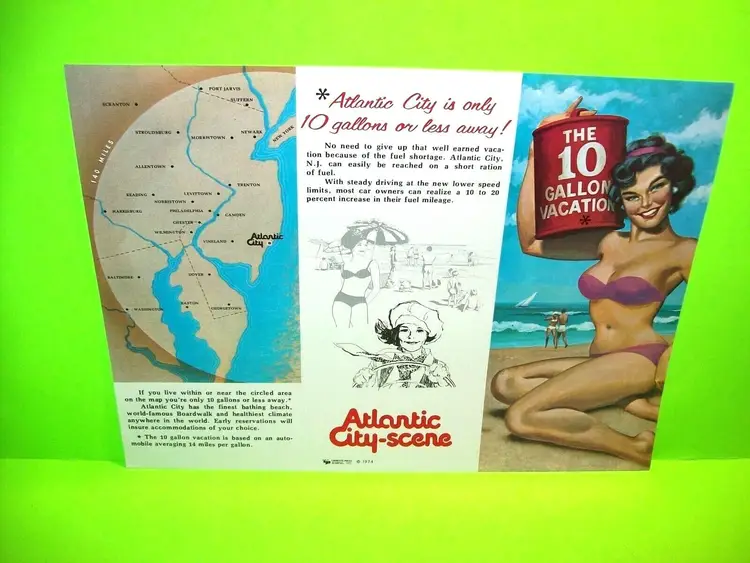 140 MILES
PORT JARVIS
SUFFERN
SCRANTON
STROUDSBURG
MORRISTOWN
NEWARK
NEW YORK
ALLENTOWN
READING
LEVITTOWN
TRENTON
NORRISTOWN
HARRISBURG
PHILADELPHIA
CAMDEN
CHESTER
WILMINGTON
VINELAND
Atlantic
City
BALTIMORE
DOVER
EASTON
GEORGETOWN
WASHINGTON
If you live within or near the circled area
on the map you're only 10 gallons or less away.*
Atlantic City has the finest bathing beach,
world-famous Boardwalk and healthiest climate
anywhere in the world. Early reservations will
insure accommodations of your choice.
* The 10 gallon vacation is based on an auto-
mobile averaging 14 miles per gallon.
*Atlantic City is only
10 gallons or less away!
No need to give up that well earned vaca-
tion because of the fuel shortage. Atlantic City,
N.J. can easily be reached on a short ration
of fuel.
With steady driving at the new lower speed
limits, most car owners can realize a 10 to 20
percent increase in their fuel mileage.
Atlantic
City-scene
© 1974
THE
10
GALLON
VACATION
*